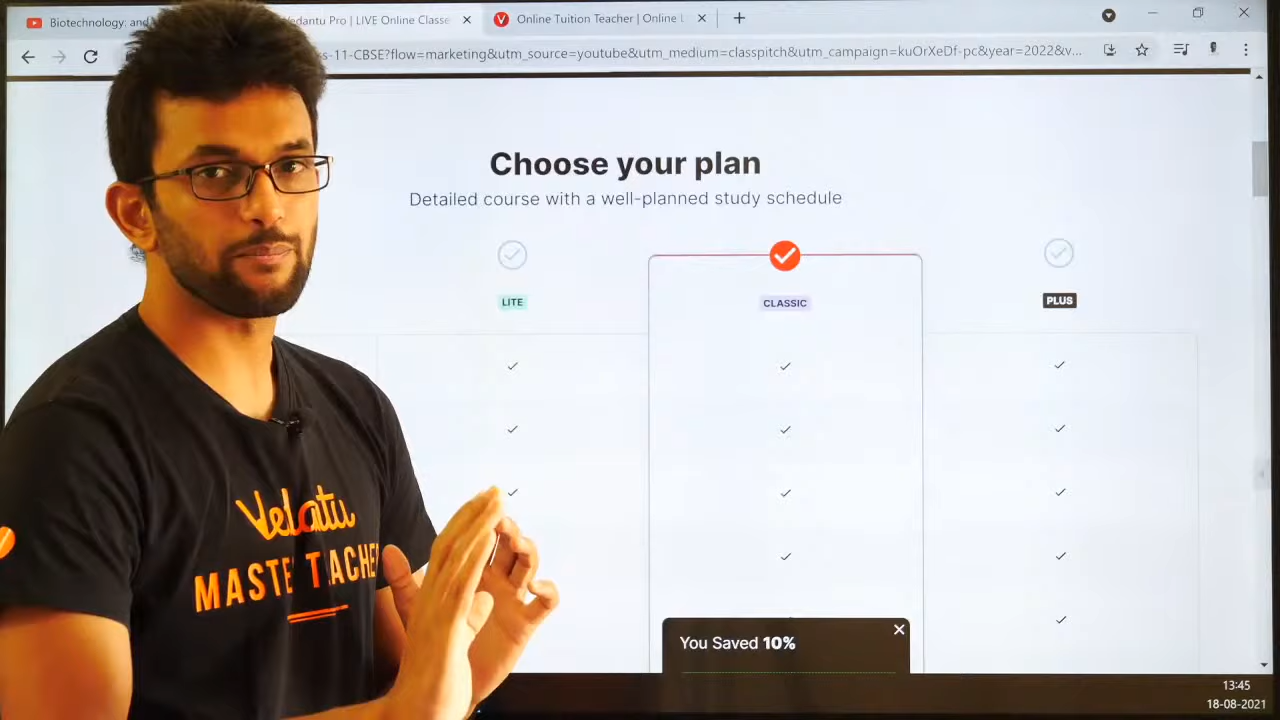 Biotechnology: and
Vedantu Pro | LIVE Online Classe
Online Tuition Teacher | Online L
ss-11-CBSE?flow=marketing&utm_source=youtube&utm_medium=classpitch&utm_campaign=kuOrXeDf-pc&year=2022&v...
Choose your plan
Detailed course with a well-planned study schedule
LITE
CLASSIC
PLUS
You Saved 10%
Vedantu
MASTER TEACHER
13:45
18-08-2021